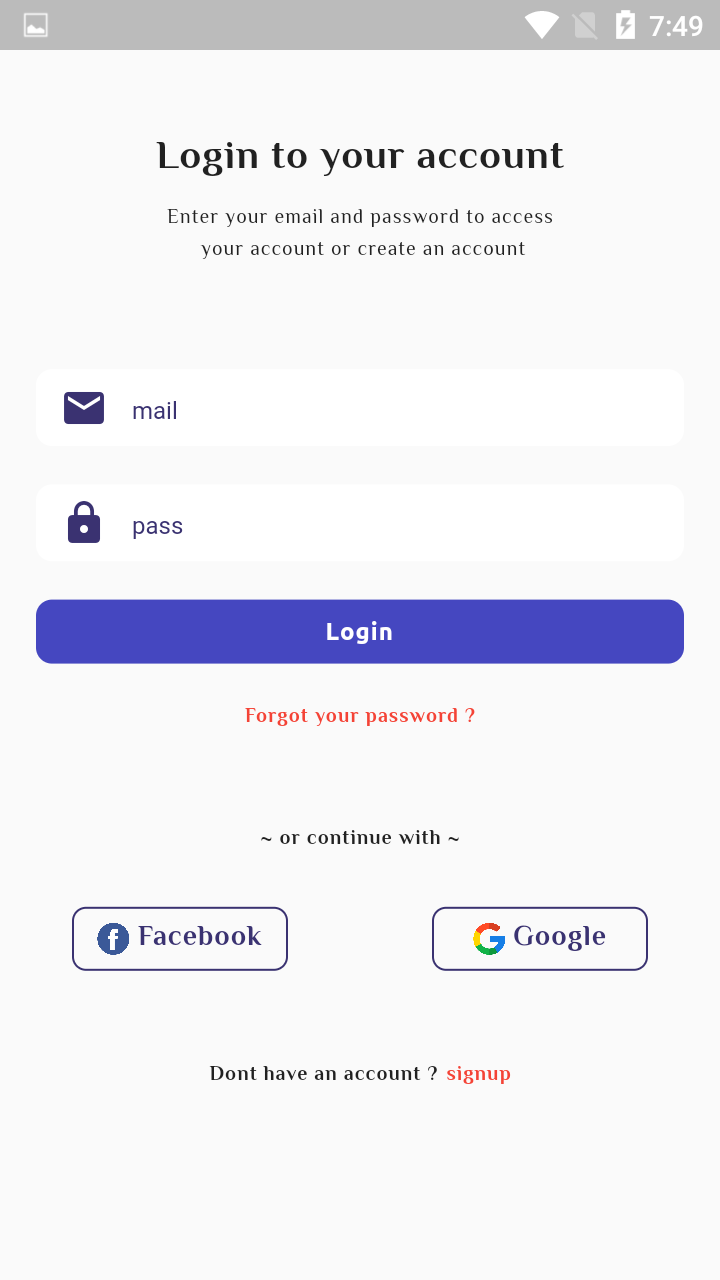 7:49
Login to your account
Enter your email and password to access
your account or create an account
mail
pass
Login
Forgot your password ?
~ or continue with ~
Facebook
Google
Dont have an account ? signup